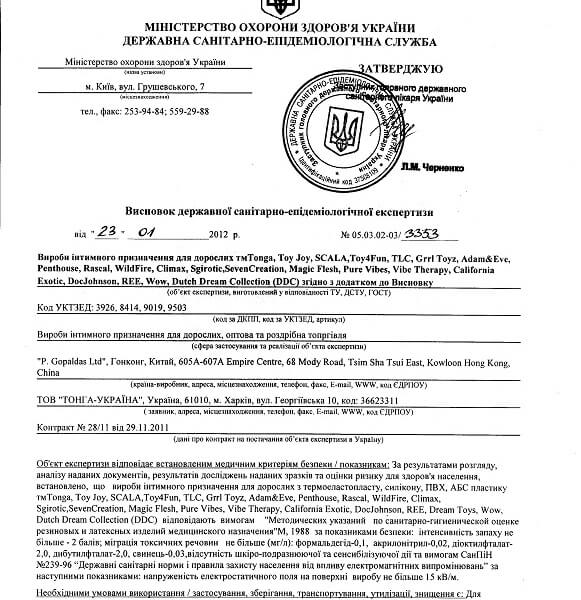 МІНІСТЕРСТВО ОХОРОНИ ЗДОРОВ'Я УКРАЇНИ
ДЕРЖАВНА САНІТАРНО-ЕПІДЕМІОЛОГІЧНА СЛУЖБА
Міністерство охорони здоров'я України
(назва установи)
м. Київ, вул. Грушевського, 7
(місцезнаходження)
тел., факс: 253-94-84; 559-29-88
ЗАТВЕРДЖУЮ
Заступник головного державного
санітарного лікаря України
Л.М. Черненко
Висновок державної санітарно-епідеміологічної експертизи
від " 23 " 01 2012 р. № 05.03.02-03/ 3353
Вироби інтимного призначення для дорослих тмTonga, Toy Joy, SCALA,Toy4Fun, TLC, Grrl Toyz, Adam&Eve,
Penthouse, Rascal, WildFire, Climax, Sgirotic,SevenCreation, Magic Flesh, Pure Vibes, Vibe Therapy, California
Exotic, DocJohnson, REE, Wow, Dutch Dream Collection (DDC) згідно з додатком до Висновку
(об'єкт експертизи, виготовлений у відповідності ТУ, ДСТУ, ГОСТ)
Код УКТЗЕД: 3926, 8414, 9019, 9503
(код за ДКПП, код за УКТЗЕД, артикул)
Вироби інтимного призначення для дорослих, оптова та роздрібна торгівля
(сфера застосування та реалізації об'єкта експертизи)
"P. Gopaldas Ltd", Гонконг, Китай, 605A-607A Empire Centre, 68 Mody Road, Tsim Sha Tsui East, Kowloon Hong Kong,
China
(країна-виробник, адреса, місцезнаходження, телефон, факс, E-mail, WWW, код ЄДРПОУ)
ТОВ "ТОНГА-УКРАЇНА", Україна, 61010, м. Харків, вул. Георгіївська 10, код: 36623311
( заявник, адреса, місцезнаходження, телефон, факс, E-mail, WWW, код ЄДРПОУ)
Контракт № 28/11 від 29.11.2011
(дані про контракт на постачання об'єкта експертизи в Україну)
Об'єкт експертизи відповідає встановленим медичним критеріям безпеки / показникам: За результатами розгляду,
аналізу наданих документів, результатів досліджень наданих зразків та оцінки ризику для здоров'я населення,
встановлено, що вироби інтимного призначення для дорослих з термоеластопласту, силікону, ПВХ, АБС пластику
тмTonga, Toy Joy, SCALA,Toy4Fun, TLC, Grrl Toyz, Adam&Eve, Penthouse, Rascal, WildFire, Climax,
Sgirotic,SevenCreation, Magic Flesh, Pure Vibes, Vibe Therapy, California Exotic, DocJohnson, REE, Dream Toys, Wow,
Dutch Dream Collection (DDC) відповідають вимогам "Методических указаний по санитарно-гигиенической оценке
резиновых и латексных изделий медицинского назначения"М, 1988 за показниками безпеки: інтенсивність запаху не
більше - 2 балів; міграція токсичних речовин не більше (мг/л): формальдегід-0,1, акрилонітрил-0,02, діоктилфталат-
2,0, дибутилфталат-2,0, свинець-0,03,відсутність шкіро-подразнюючої та сенсибілізуючої дії та вимогам СанПіН
№239-96 "Державні санітарні норми і правила захисту населення від впливу електромагнітних випромінювань" за
наступними показниками: напруженість електростатичного поля на поверхні виробу не більше 15 кВ/м.
Необхідними умовами використання / застосування, зберігання, транспортування, утилізації, знищення є: Для